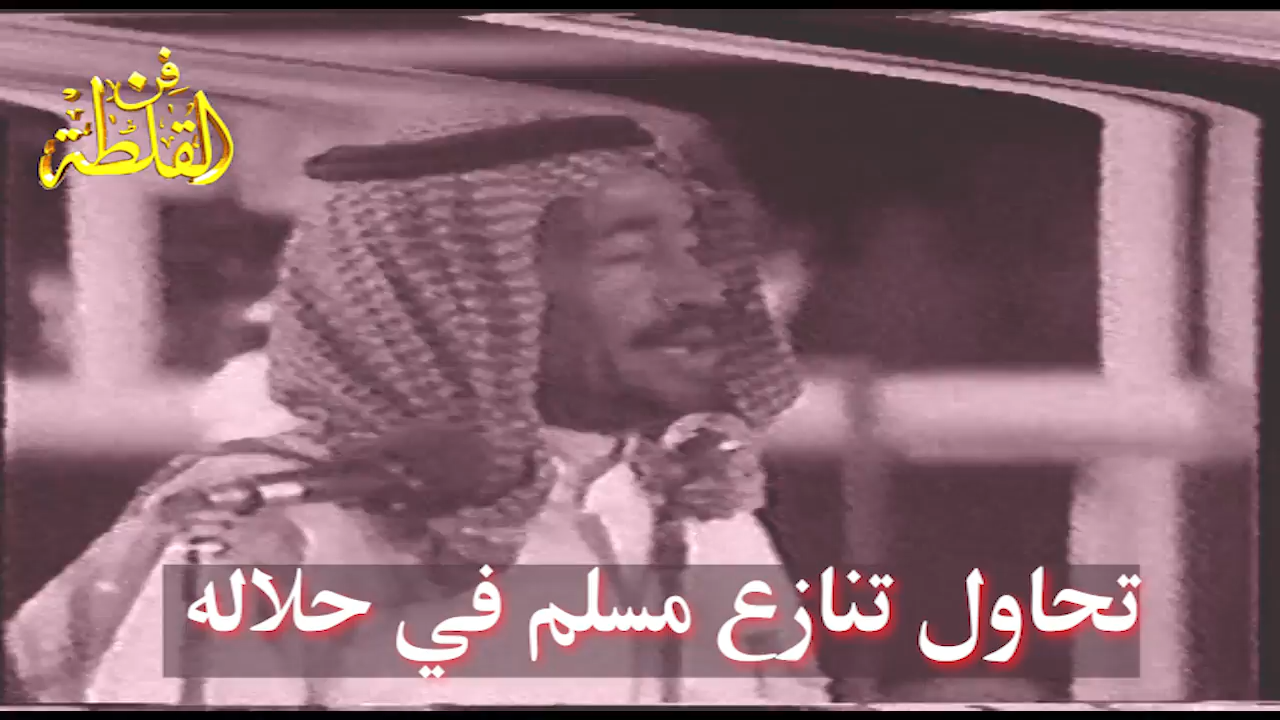 فن
القلطة
تحاول تنازع مسلم في حلاله